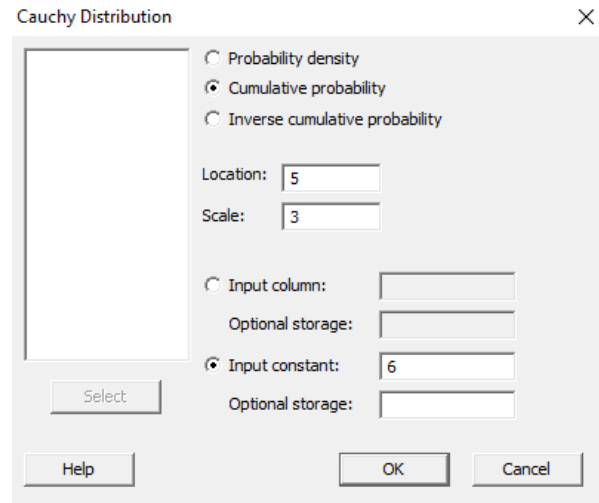 Cauchy Distribution
Probability density
Cumulative probability
Inverse cumulative probability
Location: 5
Scale: 3
Input column:
Optional storage:
Input constant: 6
Optional storage:
Select
Help OK Cancel